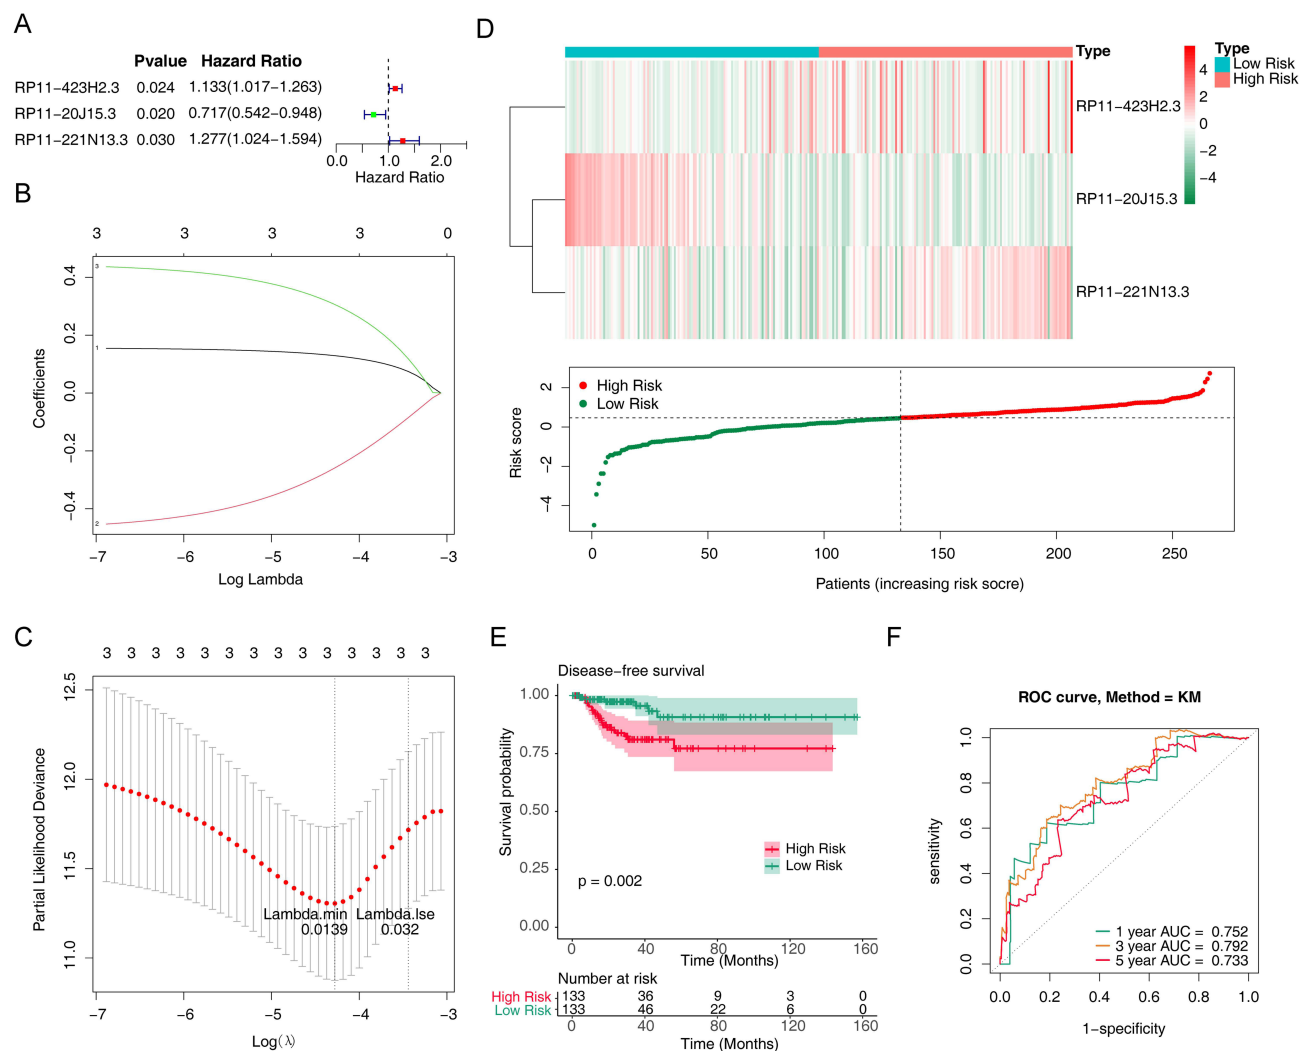 A
Pvalue Hazard Ratio
RP11−423H2.3 0.024 1.133(1.017−1.263)
RP11−20J15.3 0.020 0.717(0.542−0.948)
RP11−221N13.3 0.030 1.277(1.024−1.594)
0.0 1.0 2.0
Hazard Ratio
B
3 3 3 3 0
0.4
0.2
0.0
−0.2
−0.4
Coefficients
3
1
2
−7 −6 −5 −4 −3
Log Lambda
C
3 3 3 3 3 3 3 3 3 3 3 3 3 3
12.5
12.0
11.5
11.0
Partial Likelihood Deviance
Lambda.min Lambda.lse
0.0139 0.032
−7 −6 −5 −4 −3
Log(λ)
D
Type
RP11−423H2.3
RP11−20J15.3
RP11−221N13.3
4
2
0
−2
−4
Type
Low Risk
High Risk
High Risk
Low Risk
2
0
−2
−4
Risk score
0 50 100 150 200 250
Patients (increasing risk socre)
E
Disease−free survival
1.00
0.75
0.50
0.25
0.00
Survival probability
High Risk
Low Risk
p = 0.002
0 40 80 120 160
Time (Months)
Number at risk
High Risk 133 36 9 3 0
Low Risk 133 46 22 6 0
0 40 80 120 160
Time (Months)
F
ROC curve, Method = KM
1.0
0.8
0.6
0.4
0.2
0.0
sensitivity
1 year AUC = 0.752
3 year AUC = 0.792
5 year AUC = 0.733
0.0 0.2 0.4 0.6 0.8 1.0
1−specificity